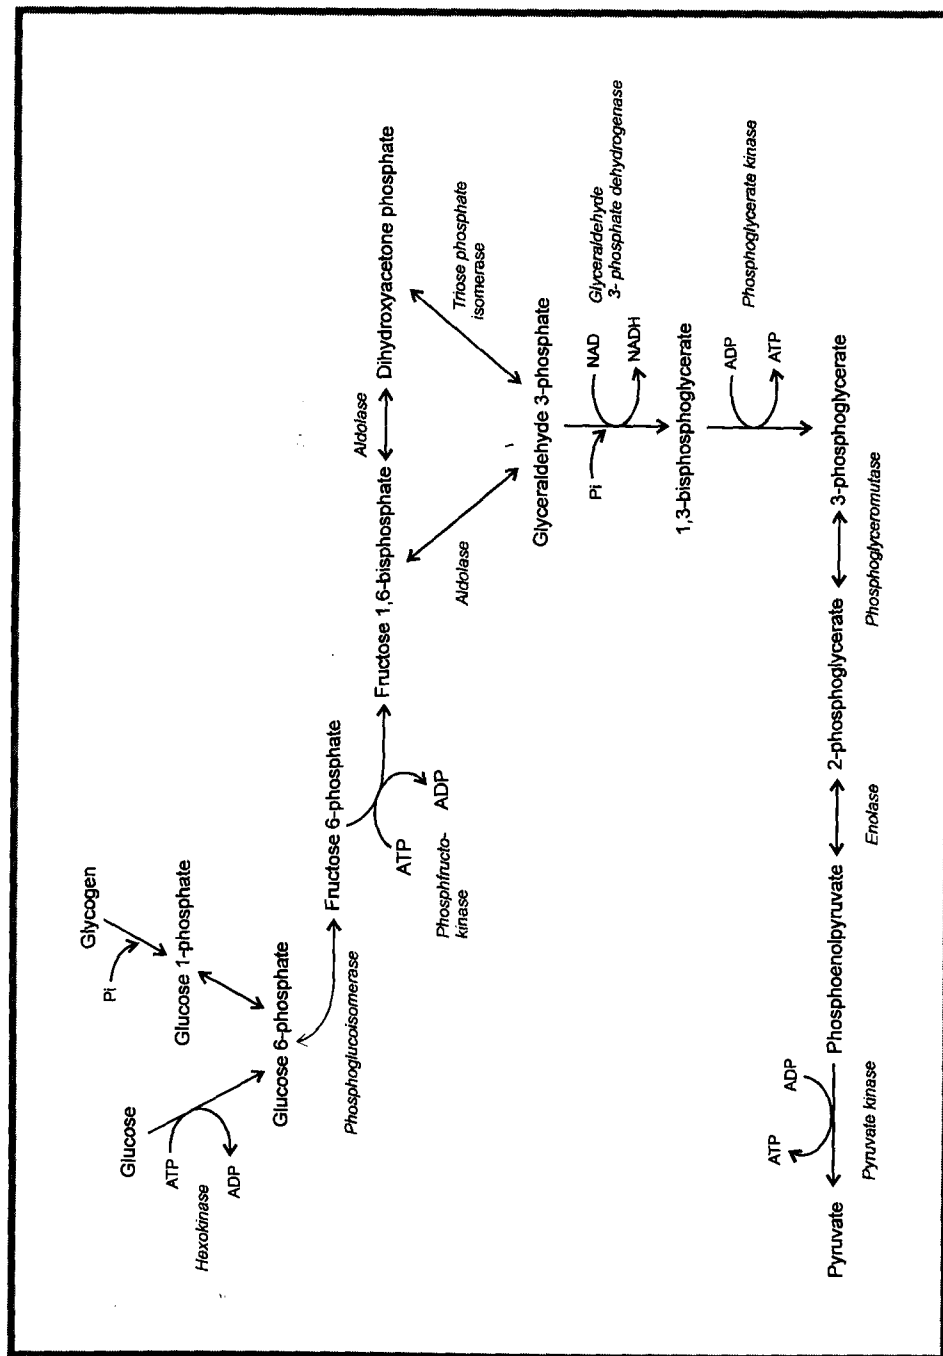 Glycogen
Pi
Glucose 1-phosphate
Glucose
ATP
ADP
Hexokinase
Glucose 6-phosphate
Phosphoglucoisomerase
Fructose 6-phosphate
ATP
ADP
Phosphfructo-
kinase
Fructose 1,6-bisphosphate
Aldolase
Dihydroxyacetone phosphate
Aldolase
Triose phosphate
isomerase
Glyceraldehyde 3-phosphate
Pi
NAD
NADH
Glyceraldehyde
3- phosphate dehydrogenase
1,3-bisphosphoglycerate
ADP
ATP
Phosphoglycerate kinase
3-phosphoglycerate
Phosphoglyceromutase
2-phosphoglycerate
Enolase
Phosphoenolpyruvate
ADP
ATP
Pyruvate kinase
Pyruvate